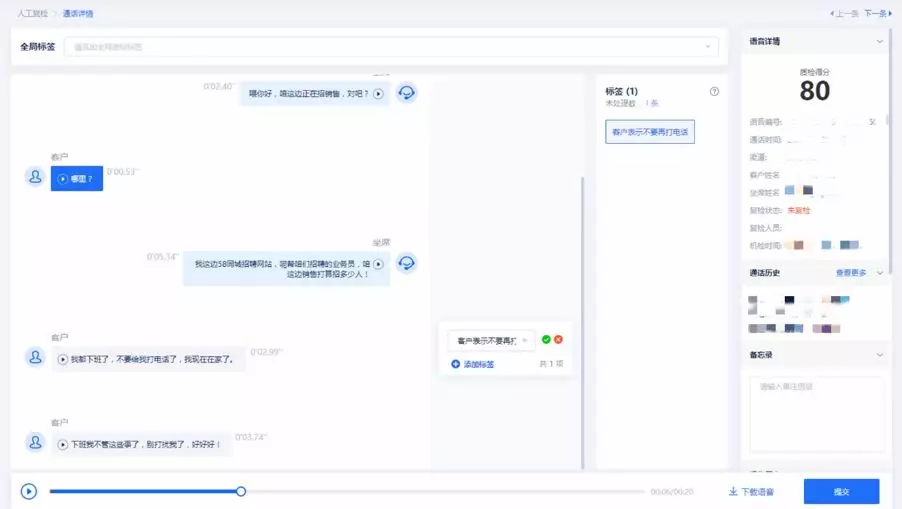 人工复检 > 通话详情
上一条 下一条
全局标签
语音详情
0'02.40''
喂你好，咱这边正在招销售，对吧？
标签 (1)
未处理数 1 条
客户表示不要再打电话
质检得分
80
语音编号:
通话时间:
渠道:
客户姓名
坐席姓名
复检状态: 未复检
复检人员:
机检时间:
客户
哪里？
0'00.53''
坐席
0'05.34''
我这边58同城招聘网站，呃帮咱们招聘的业务员，咱
这边销售打算招多少人！
通话历史 查看更多
客户
我都下班了，不要给我打电话了，我现在在家了。
0'02.99''
客户表示不要再打
添加标签 共 1 项
备忘录
请输入备注信息
客户
下班我不管这些事了，别打扰我了，好好好！
0'03.74''
00:06/00:20
下载语音
提交